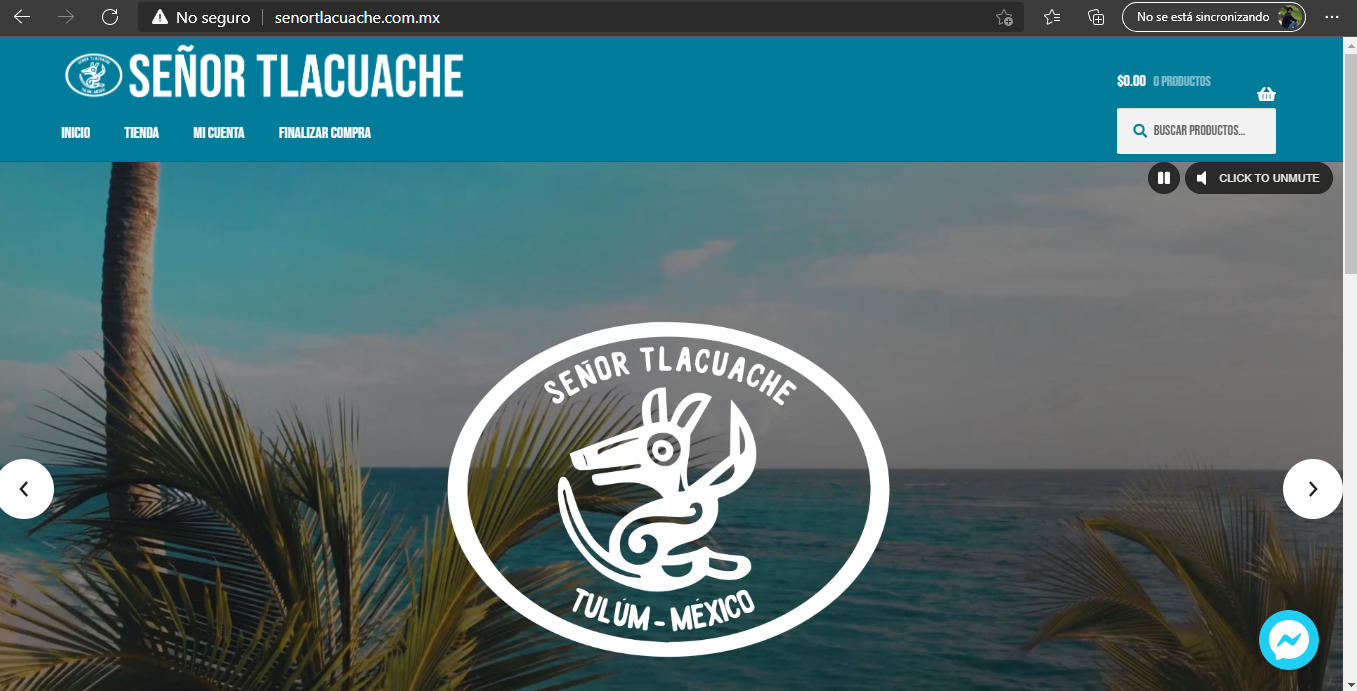 No seguro
senortlacuache.com.mx
No se está sincronizando
SEÑOR TLACUACHE
$0.00 0 PRODUCTOS
INICIO
TIENDA
MI CUENTA
FINALIZAR COMPRA
BUSCAR PRODUCTOS...
CLICK TO UNMUTE
SEÑOR TLACUACHE
TULÚM - MÉXICO